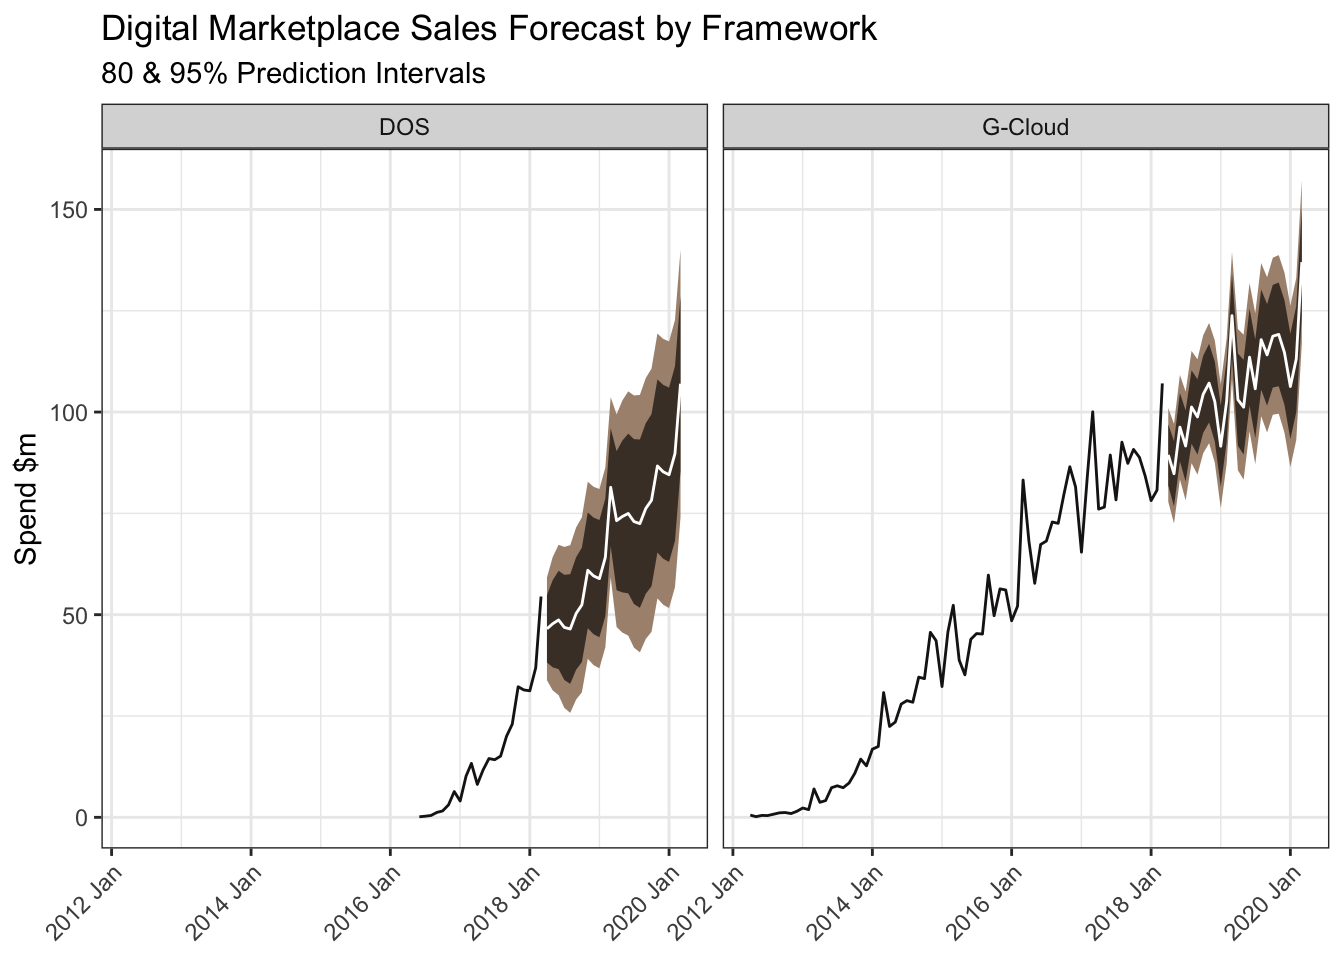 Digital Marketplace Sales Forecast by Framework
80 & 95% Prediction Intervals
DOS
G-Cloud
Spend $m
150
100
50
0
2012 Jan
2014 Jan
2016 Jan
2018 Jan
2020 Jan
2012 Jan
2014 Jan
2016 Jan
2018 Jan
2020 Jan